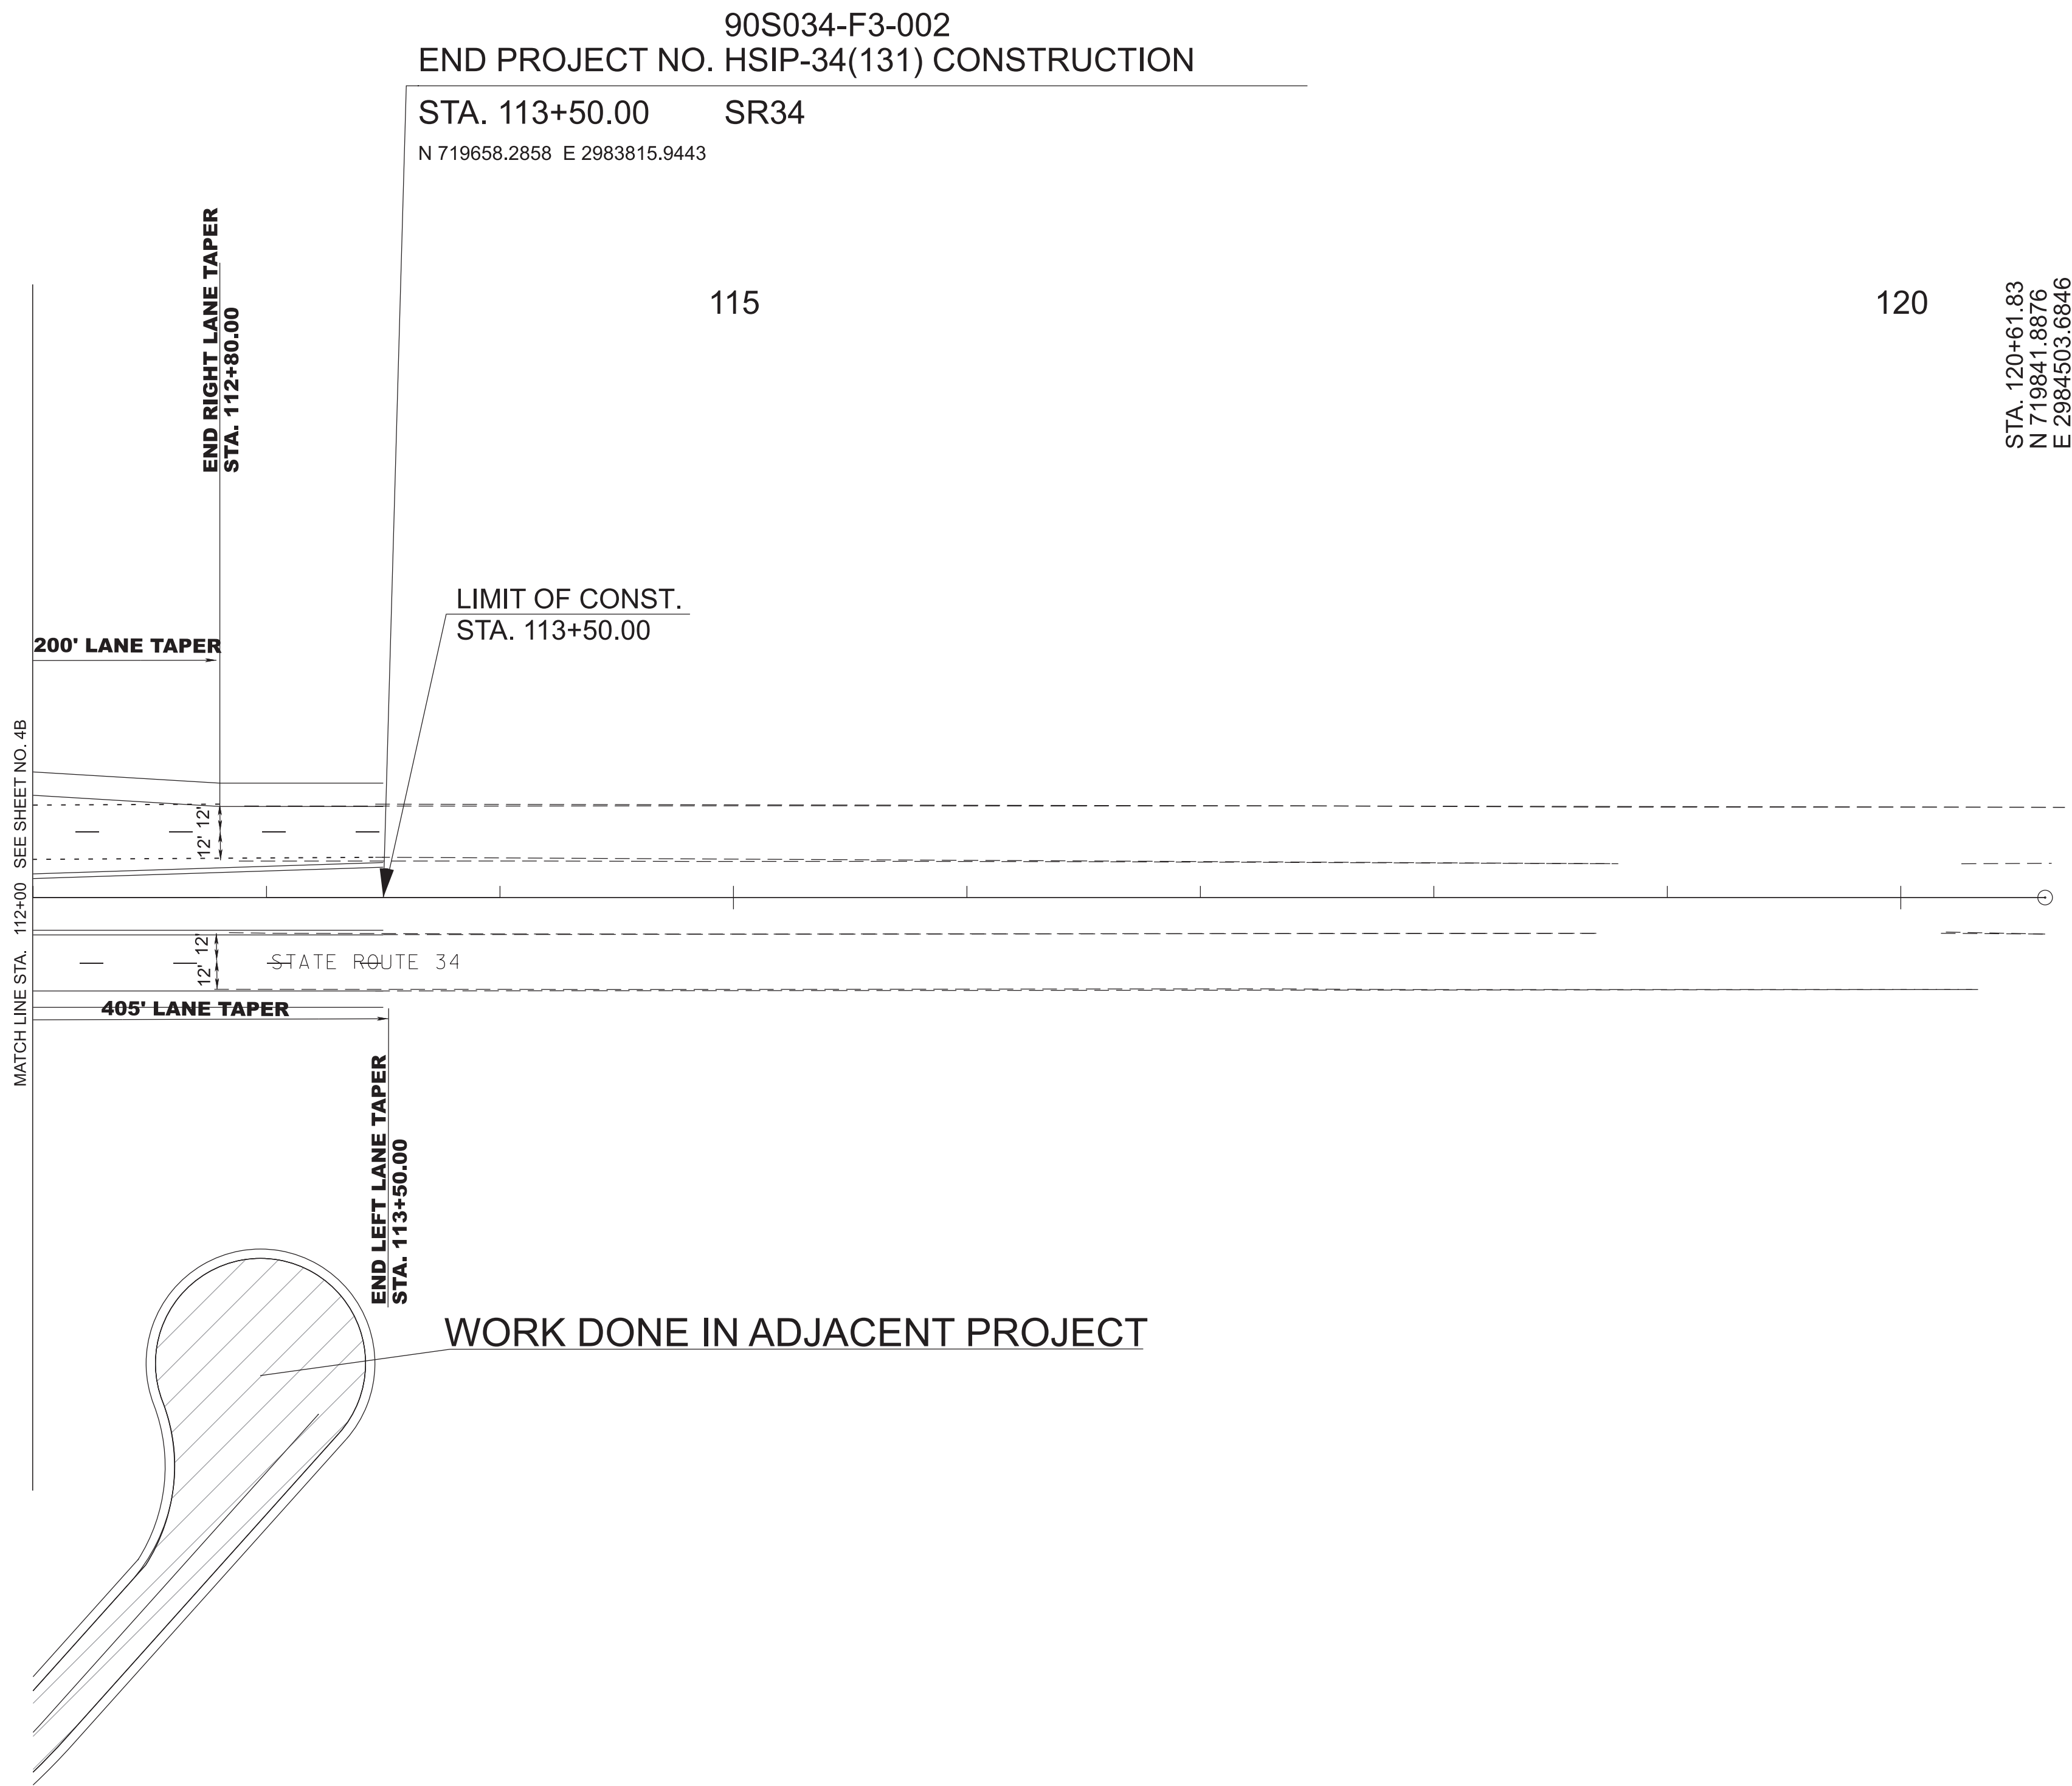 90S034-F3-002
END PROJECT NO. HSIP-34(131) CONSTRUCTION
STA. 113+50.00 SR34
N 719658.2858 E 2983815.9443
END RIGHT LANE TAPER
STA. 112+80.00
115
120
STA. 120+61.83
N 719841.8876
E 2984503.6846
LIMIT OF CONST.
STA. 113+50.00
200' LANE TAPER
MATCH LINE STA. 112+00 SEE SHEET NO. 4B
12' 12'
12' 12'
STATE ROUTE 34
405' LANE TAPER
END LEFT LANE TAPER
STA. 113+50.00
WORK DONE IN ADJACENT PROJECT